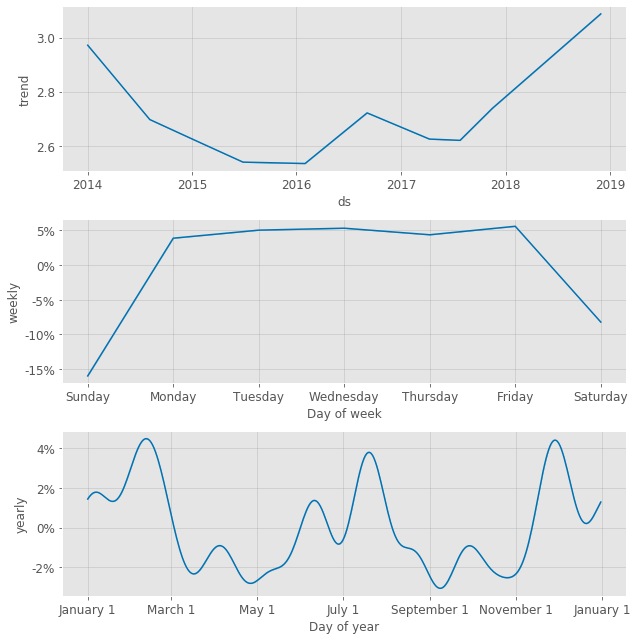 3.0
2.8
2.6
trend
2014 2015 2016 2017 2018 2019
ds
5%
0%
-5%
-10%
-15%
weekly
Sunday Monday Tuesday Wednesday Thursday Friday Saturday
Day of week
4%
2%
0%
-2%
yearly
January 1 March 1 May 1 July 1 September 1 November 1 January 1
Day of year